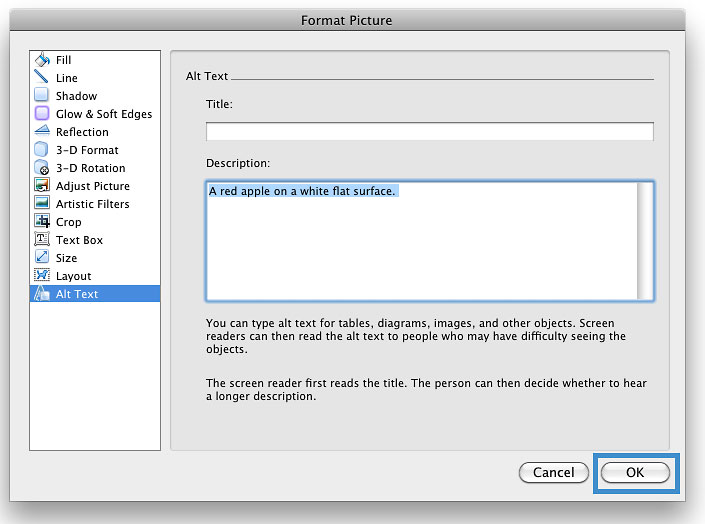 Format Picture
Fill
Line
Shadow
Glow & Soft Edges
Reflection
3-D Format
3-D Rotation
Adjust Picture
Artistic Filters
Crop
Text Box
Size
Layout
Alt Text
Alt Text
Title:
Description:
A red apple on a white flat surface.
You can type alt text for tables, diagrams, images, and other objects. Screen
readers can then read the alt text to people who may have difficulty seeing the
objects.
The screen reader first reads the title. The person can then decide whether to hear
a longer description.
Cancel
OK